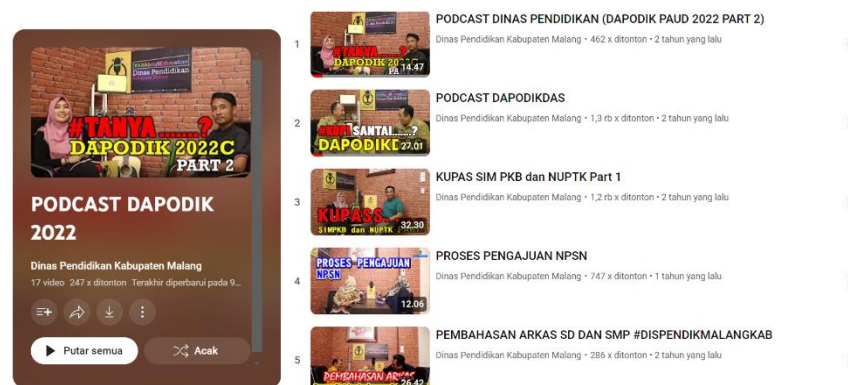 #TANYA.......?
DAPODIK 2022C
PART 2
PODCAST DAPODIK
2022
Dinas Pendidikan Kabupaten Malang
17 video 247 x ditonton Terakhir diperbarui pada 9...
Putar semua
Acak
1
#TANYA.......?
14.47
PODCAST DINAS PENDIDIKAN (DAPODIK PAUD 2022 PART 2)
Dinas Pendidikan Kabupaten Malang • 462 x ditonton • 2 tahun yang lalu
2
SANTAI......?
27.01
PODCAST DAPODIKDAS
Dinas Pendidikan Kabupaten Malang • 1,3 rb x ditonton • 2 tahun yang lalu
3
KUPAS
SIMPKB dan NUPTK
32.30
KUPAS SIM PKB dan NUPTK Part 1
Dinas Pendidikan Kabupaten Malang • 1,2 rb x ditonton • 2 tahun yang lalu
4
PROSES PENGAJUAN
NPSN
12.06
PROSES PENGAJUAN NPSN
Dinas Pendidikan Kabupaten Malang • 747 x ditonton • 1 tahun yang lalu
5
PEMBAHASAN
26.42
PEMBAHASAN ARKAS SD DAN SMP #DISPENDIKMALANGKAB
Dinas Pendidikan Kabupaten Malang • 286 x ditonton • 2 tahun yang lalu